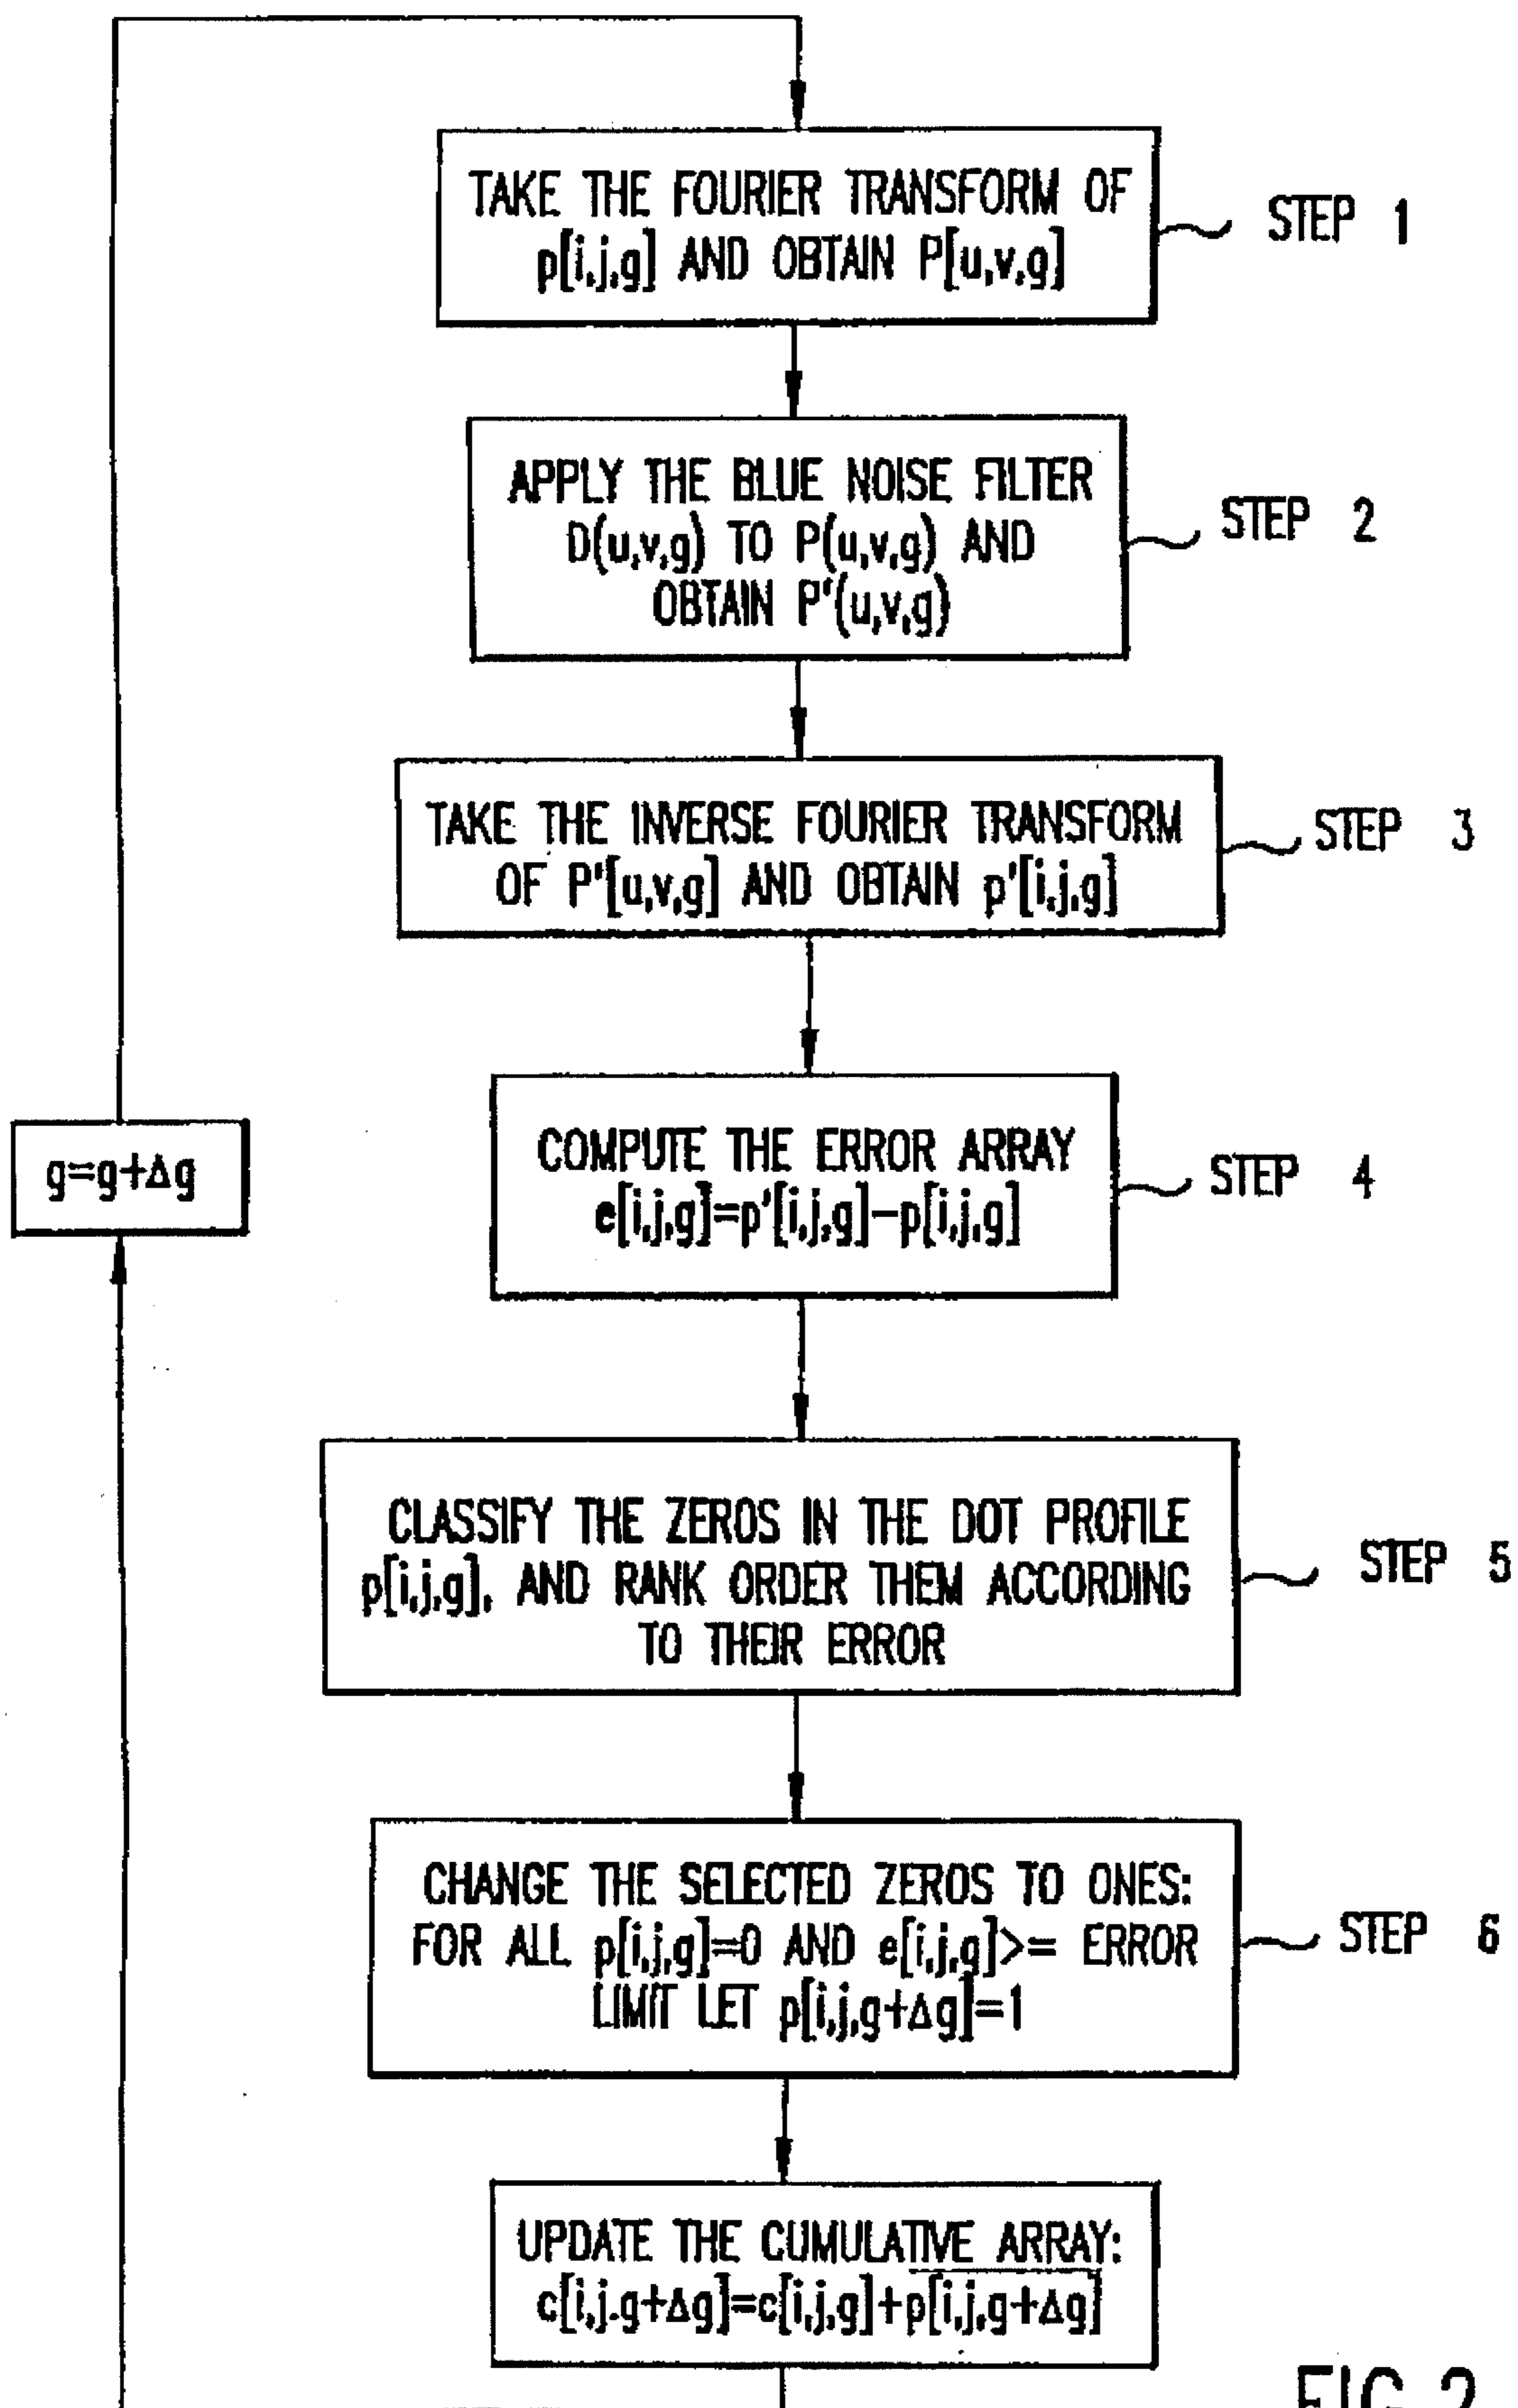 TAKE THE FOURIER TRANSFORM OF
p[i,j,g] AND OBTAIN P[u,v,g]
STEP 1
APPLY THE BLUE NOISE FILTER
D(u,v,g) TO P(u,v,g) AND
OBTAIN P'(u,v,g)
STEP 2
TAKE THE INVERSE FOURIER TRANSFORM
OF P'[u,v,g] AND OBTAIN p'[i,j,g]
STEP 3
g=g+Δg
COMPUTE THE ERROR ARRAY
e[i,j,g]=p'[i,j,g]-p[i,j,g]
STEP 4
CLASSIFY THE ZEROS IN THE DOT PROFILE
p[i,j,g], AND RANK ORDER THEM ACCORDING
TO THEIR ERROR
STEP 5
CHANGE THE SELECTED ZEROS TO ONES:
FOR ALL p[i,j,g]=0 AND e[i,j,g]>= ERROR
LIMIT LET p[i,j,g+Δg]=1
STEP 6
UPDATE THE CUMULATIVE ARRAY:
c[i,j.g+Δg]=c[i,j,g]+p̅[̅i̅,̅j̅,̅g̅+̅Δ̅g̅]̅
FIG.2